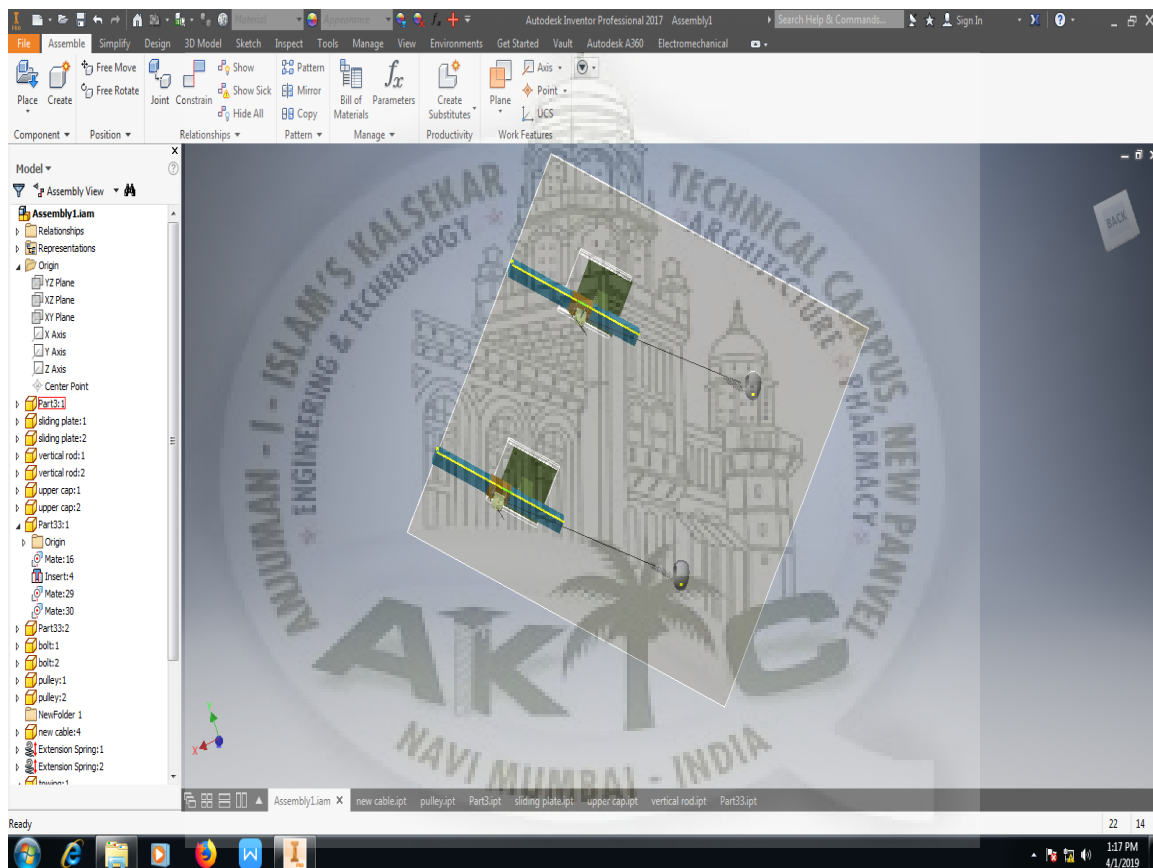 PRO
Material
Appearance
Autodesk Inventor Professional 2017 Assembly1
Search Help & Commands...
Sign In
File Assemble Simplify Design 3D Model Sketch Inspect Tools Manage View Environments Get Started Vault Autodesk A360 Electromechanical
Place Create
Free Move
Free Rotate
Joint Constrain
Show
Show Sick
Hide All
Pattern
Mirror
Copy
Bill of Materials
Parameters
Create Substitutes
Plane
Axis
Point
UCS
Component Position Relationships Pattern Manage Productivity Work Features
Model
Assembly View
Assembly1.iam
Relationships
Representations
Origin
YZ Plane
XZ Plane
XY Plane
X Axis
Y Axis
Z Axis
Center Point
Part3:1
sliding plate:1
sliding plate:2
vertical rod:1
vertical rod:2
upper cap:1
upper cap:2
Part33:1
Origin
Mate:16
Insert:4
Mate:29
Mate:30
Part33:2
bolt:1
bolt:2
pulley:1
pulley:2
NewFolder 1
new cable:4
Extension Spring:1
Extension Spring:2
towing:1
BACK
ANJUMAN - I - ISLAM'S KALSEKAR TECHNICAL CAMPUS, NEW PANVEL
ENGINEERING & TECHNOLOGY * ARCHITECTURE * PHARMACY
AKTC
NAVI MUMBAI - INDIA
Y
X
Assembly1.iam X new cable.ipt pulley.ipt Part3.ipt sliding plate.ipt upper cap.ipt vertical rod.ipt Part33.ipt
Ready
22 14
1:17 PM
4/1/2019